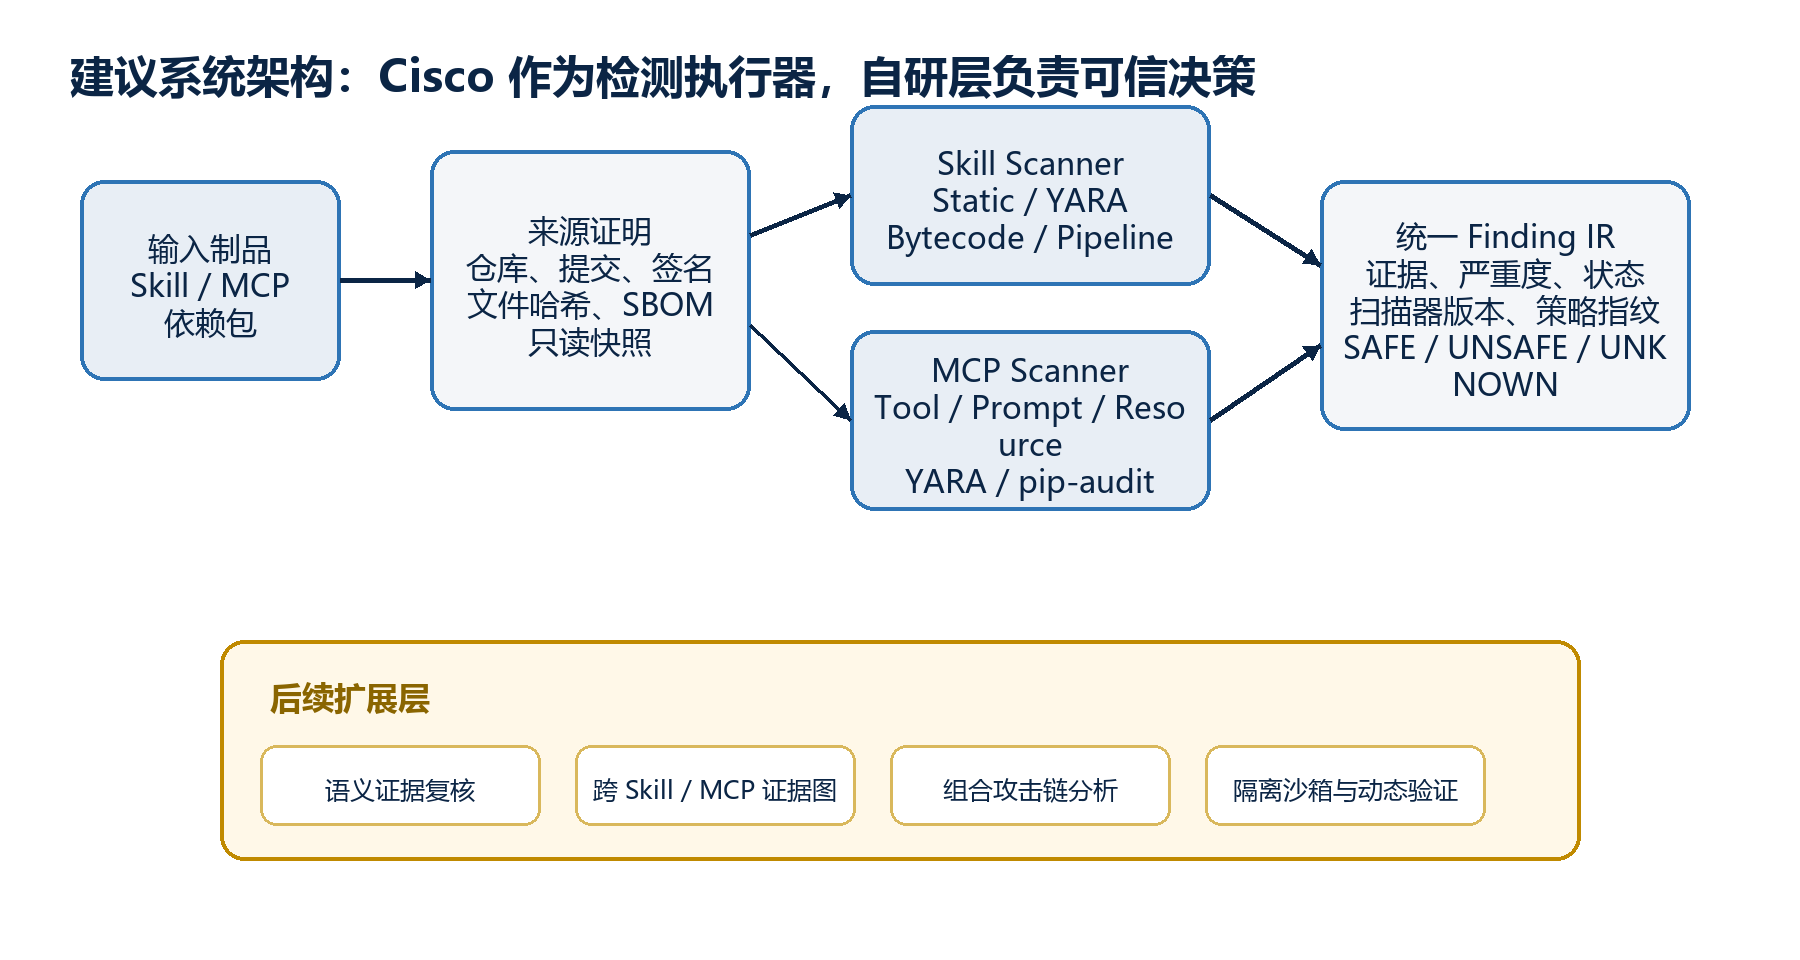 建议系统架构：Cisco 作为检测执行器，自研层负责可信决策
输入制品
Skill / MCP
依赖包
来源证明
仓库、提交、签名
文件哈希、SBOM
只读快照
Skill Scanner
Static / YARA
Bytecode / Pipeline
MCP Scanner
Tool / Prompt / Reso
urce
YARA / pip-audit
统一 Finding IR
证据、严重度、状态
扫描器版本、策略指纹
SAFE / UNSAFE / UNK
NOWN
后续扩展层
语义证据复核
跨 Skill / MCP 证据图
组合攻击链分析
隔离沙箱与动态验证